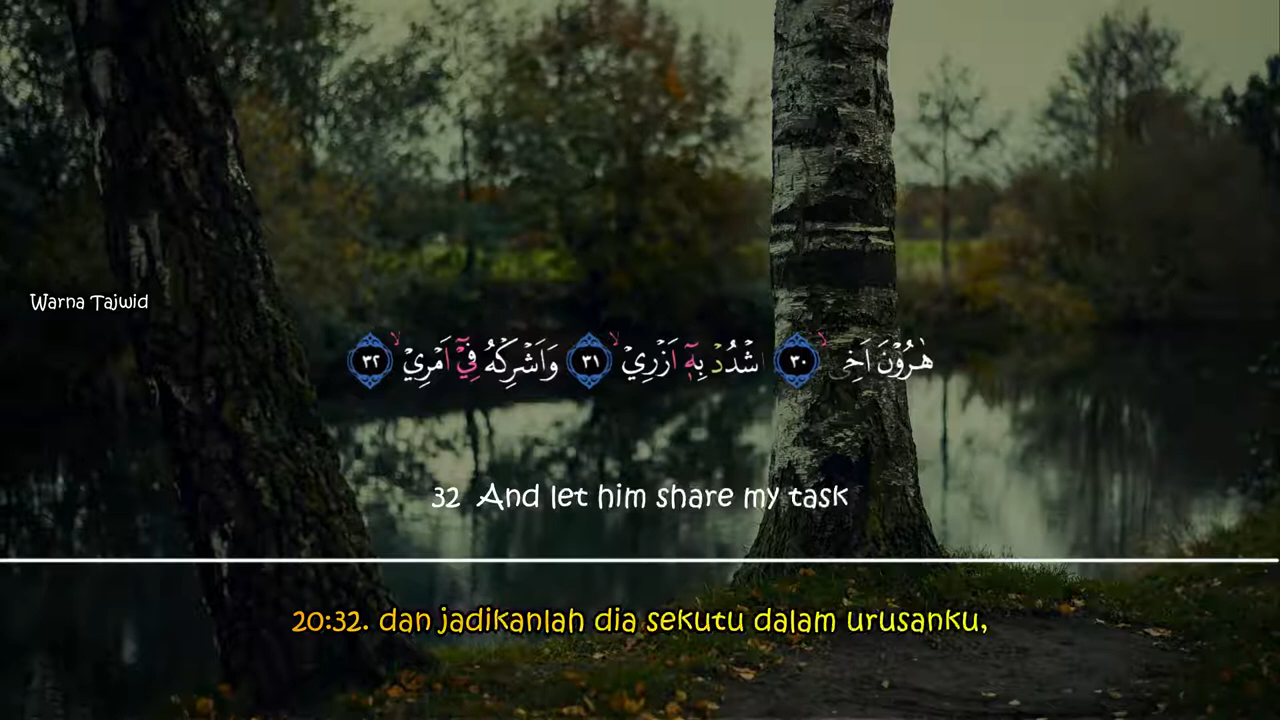 Warna Tajwid
هٰرُوْنَ اَخِى ۙ ٣٠ اشْدُدْ بِهٖٓ اَزْرِيْ ۙ ٣١ وَاَشْرِكْهُ فِيْٓ اَمْرِيْ ۙ ٣٢
32 And let him share my task
20:32. dan jadikanlah dia sekutu dalam urusanku,